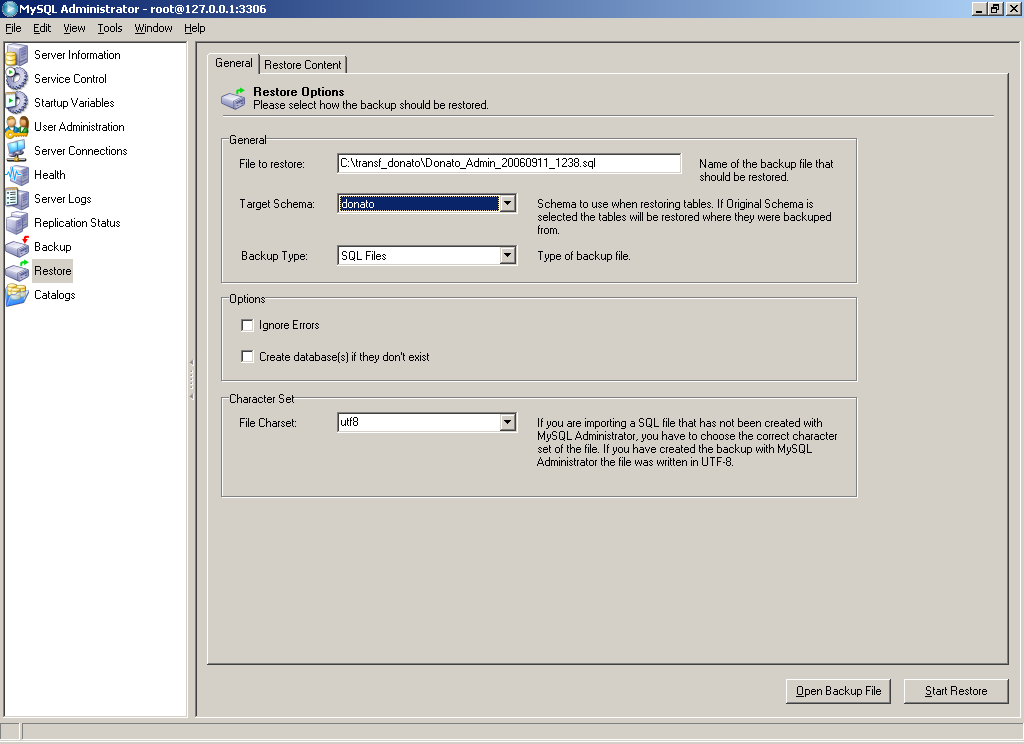 MySQL Administrator - root@127.0.0.1:3306
File Edit View Tools Window Help
Server Information
Service Control
Startup Variables
User Administration
Server Connections
Health
Server Logs
Replication Status
Backup
Restore
Catalogs
General Restore Content
Restore Options
Please select how the backup should be restored.
General
File to restore: C:\transf_donato\Donato_Admin_20060911_1238.sql
Name of the backup file that
should be restored.
Target Schema: donato
Schema to use when restoring tables. If Original Schema is
selected the tables will be restored where they were backuped
from.
Backup Type: SQL Files Type of backup file.
Options
Ignore Errors
Create database(s) if they don't exist
Character Set
File Charset: utf8
If you are importing a SQL file that has not been created with
MySQL Administrator, you have to choose the correct character
set of the file. If you have created the backup with MySQL
Administrator the file was written in UTF-8.
Open Backup File Start Restore